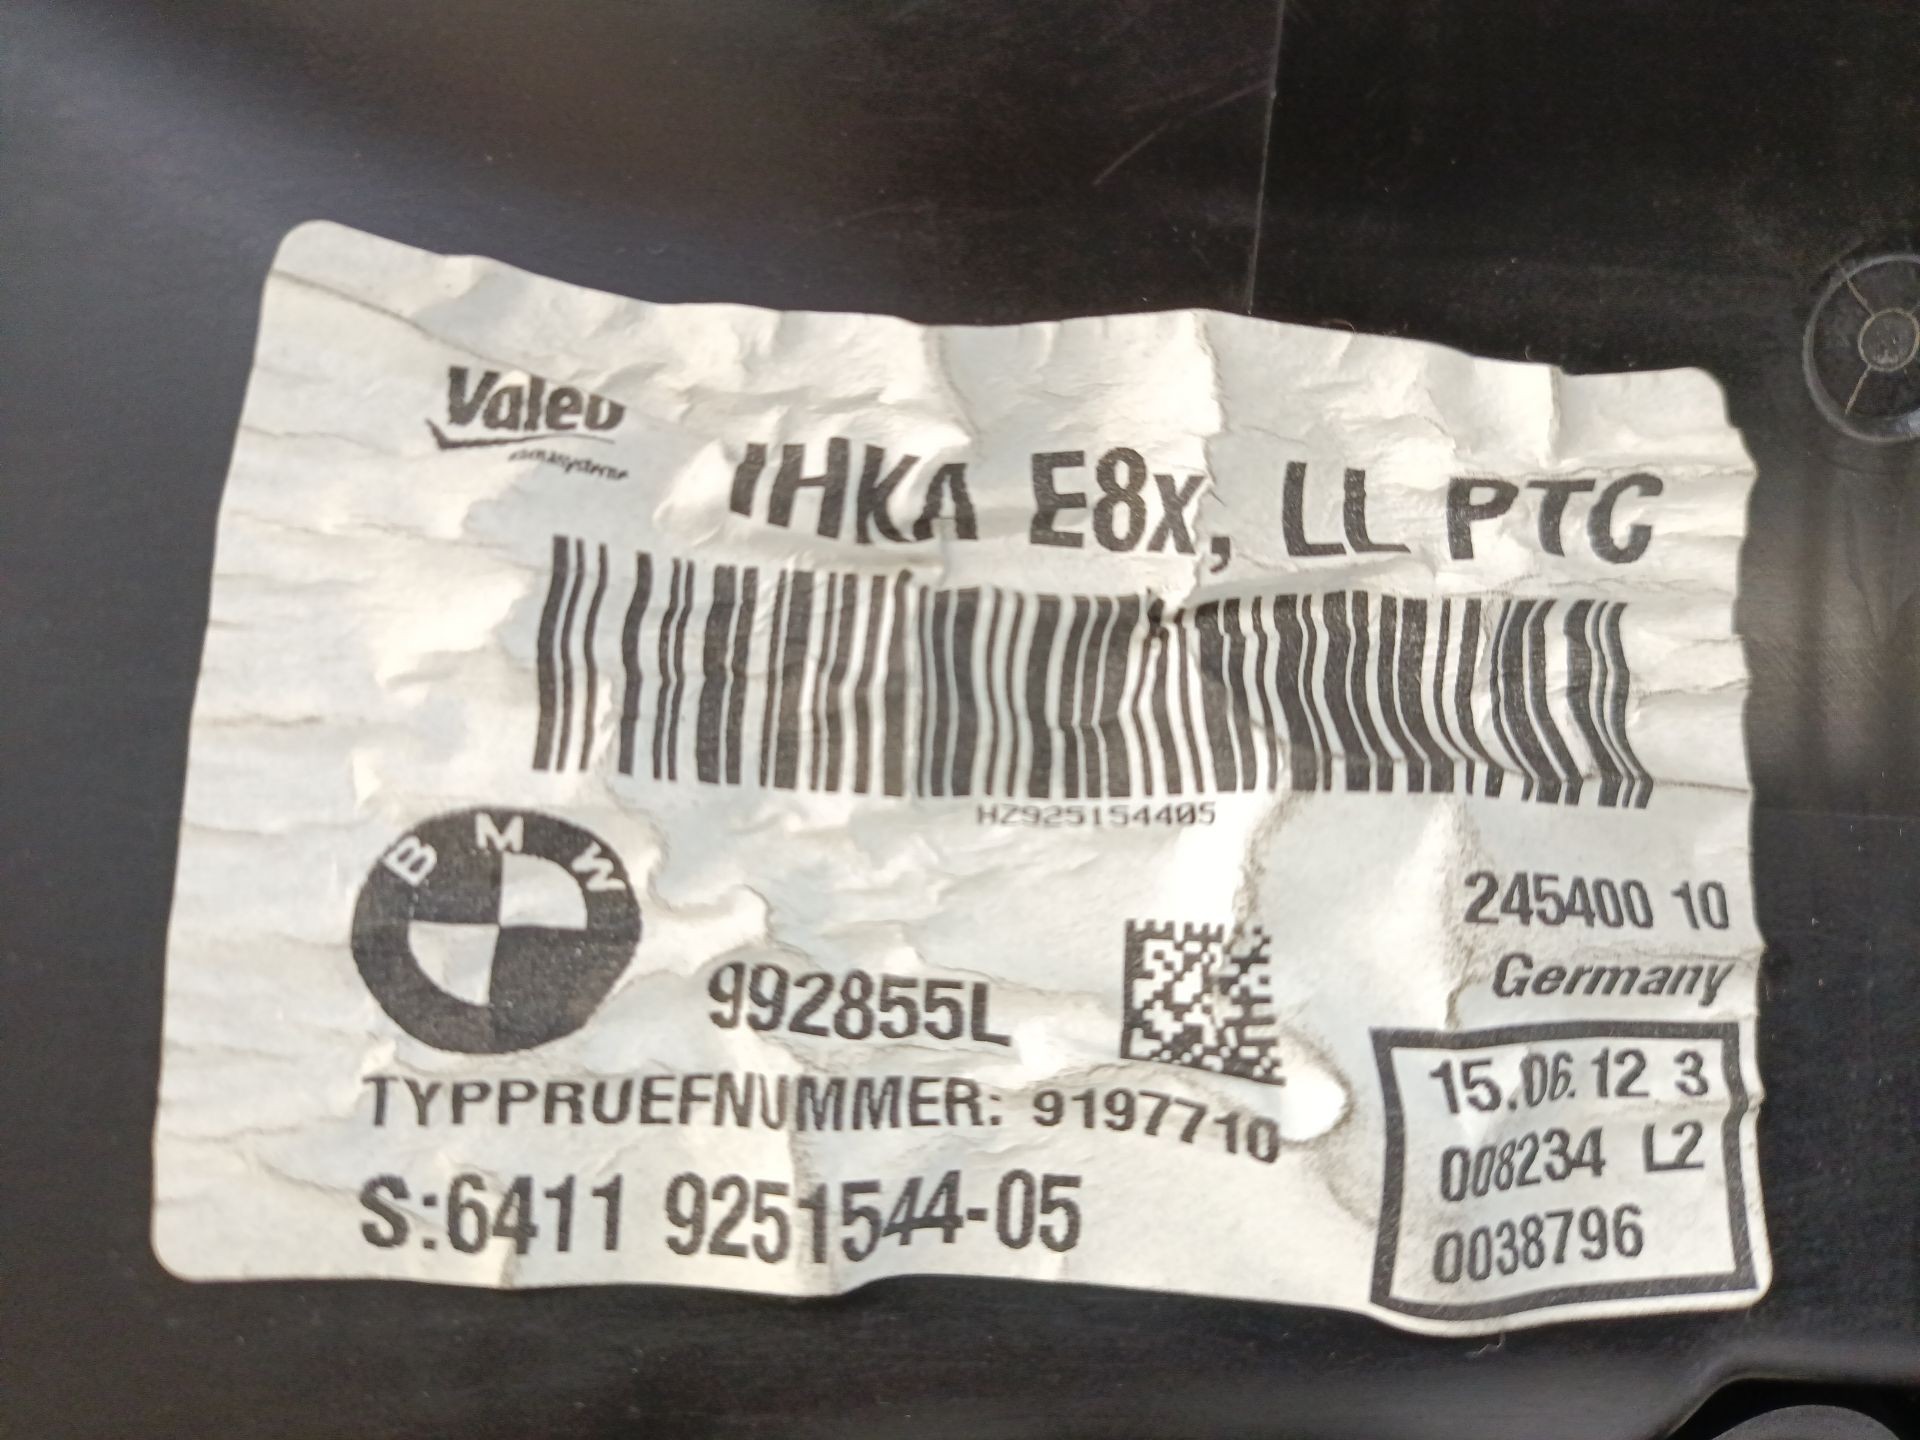 Valeo
klimasysteme
IHKA E8x, LL PTC
HZ925154405
BMW
245400 10
Germany
992855L
TYPPRUEFNUMMER: 9197710
S:6411 9251544-05
15.06.12 3
008234 L2
0038796